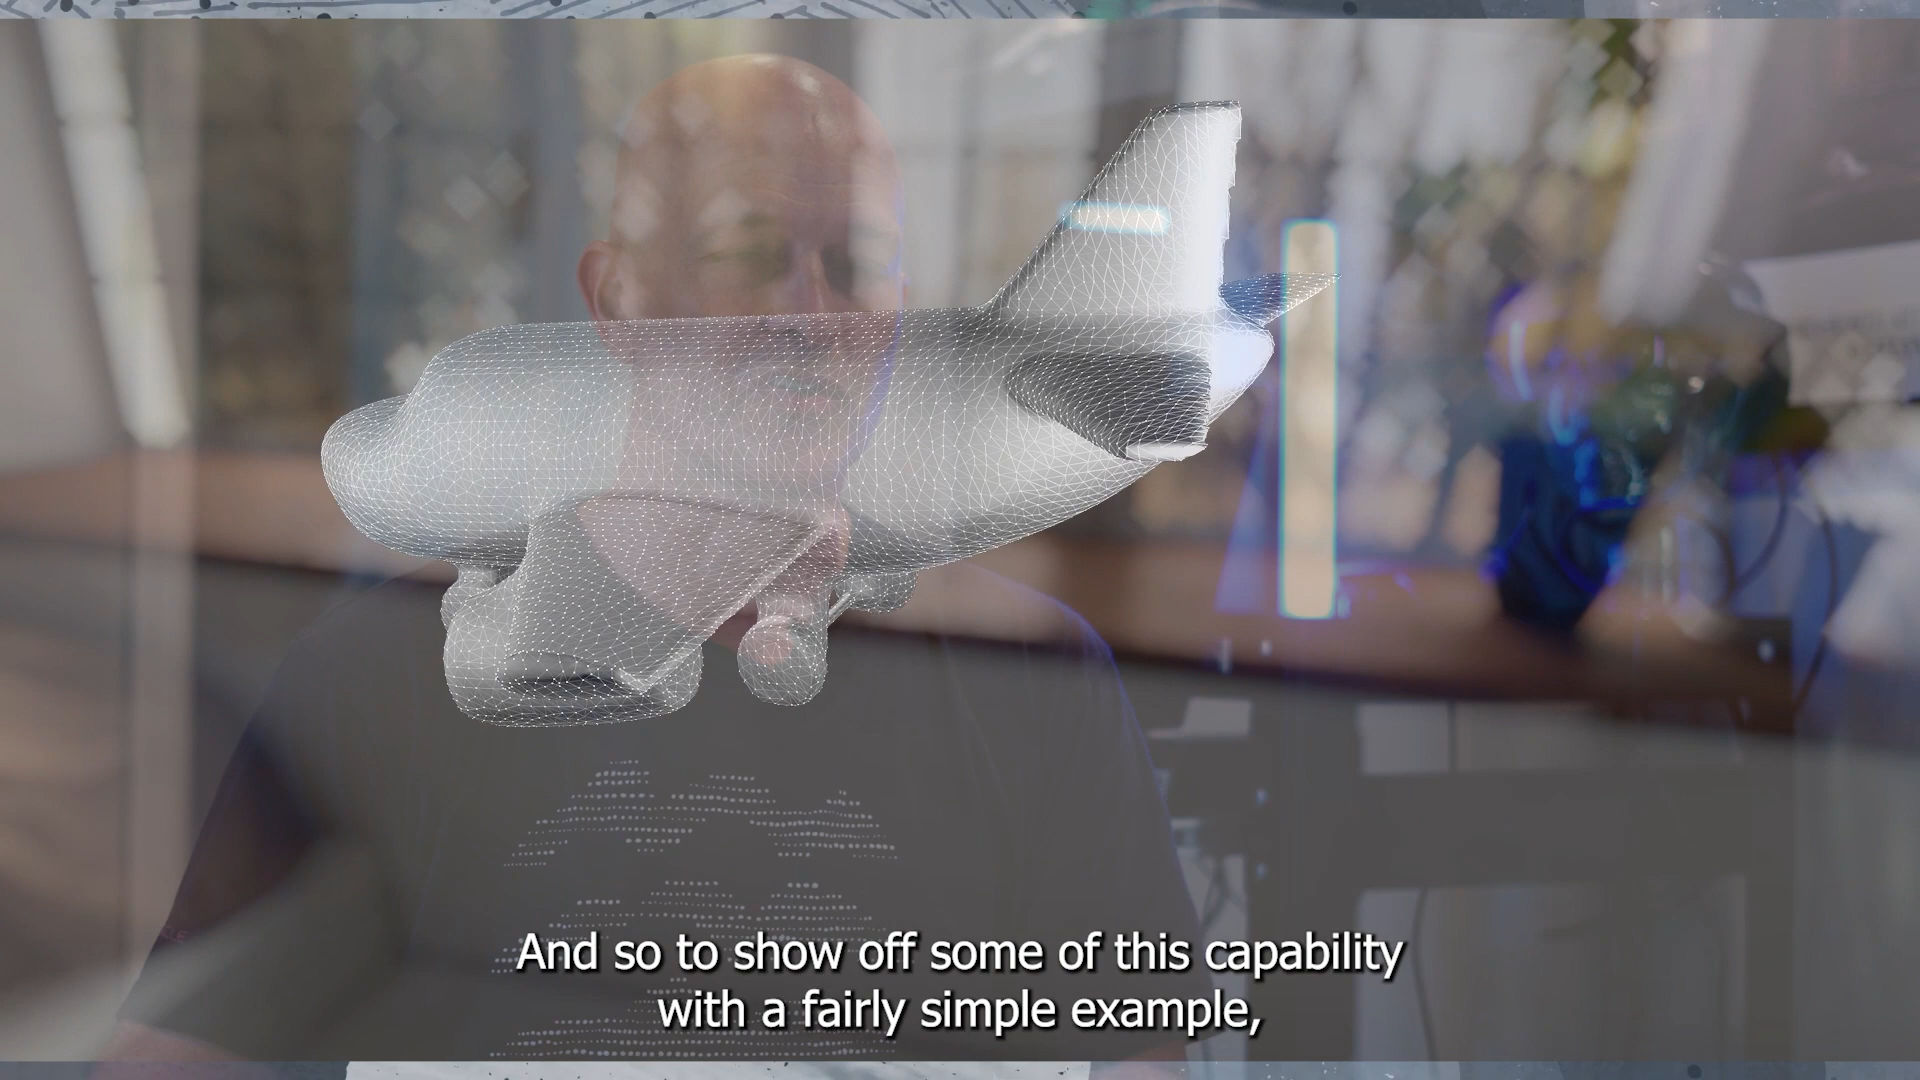 And so to show off some of this capability
with a fairly simple example,